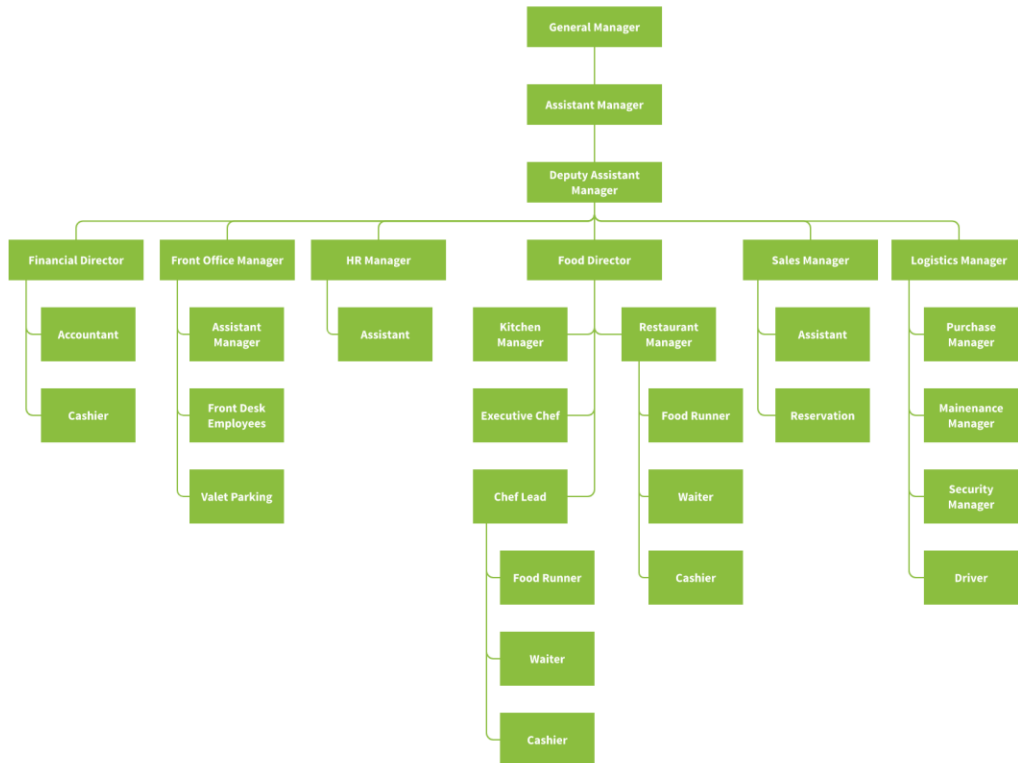 General Manager
Assistant Manager
Deputy Assistant
Manager
Financial Director
Front Office Manager
HR Manager
Food Director
Sales Manager
Logistics Manager
Accountant
Assistant
Manager
Assistant
Kitchen
Manager
Restaurant
Manager
Assistant
Purchase
Manager
Cashier
Front Desk
Employees
Executive Chef
Food Runner
Reservation
Mainenance
Manager
Valet Parking
Chef Lead
Waiter
Security
Manager
Food Runner
Cashier
Driver
Waiter
Cashier